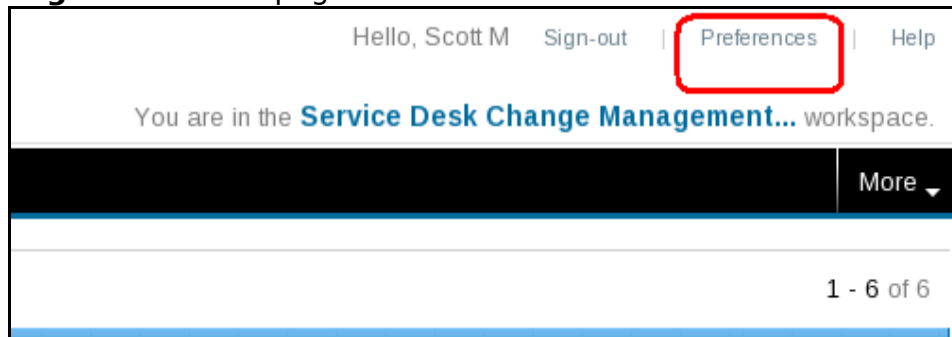 Hello, Scott M Sign-out | Preferences | Help
You are in the Service Desk Change Management... workspace.
More
1 - 6 of 6